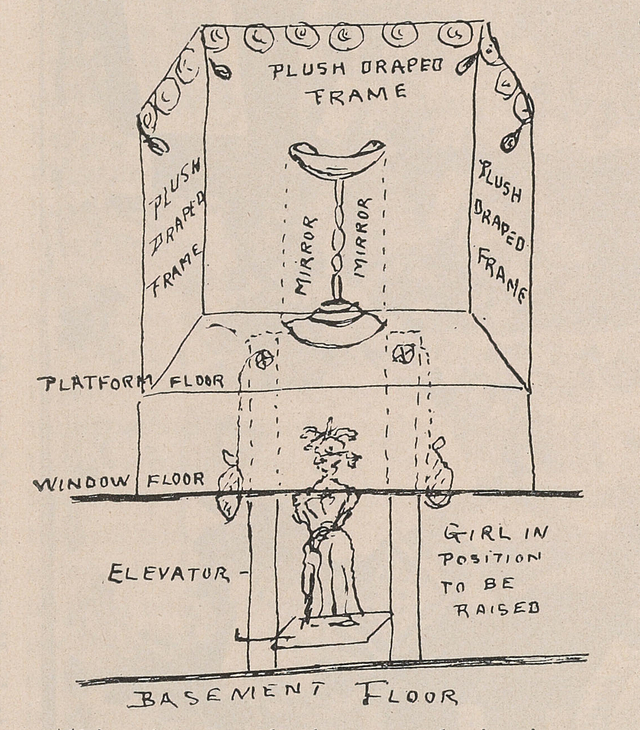 PLUSH DRAPED
FRAME
PLUSH
DRAPED
FRAME
MIRROR
MIRROR
PLUSH
DRAPED
FRAME
PLATFORM FLOOR
WINDOW FLOOR
ELEVATOR
GIRL IN
POSITION
TO BE
RAISED
BASEMENT FLOOR